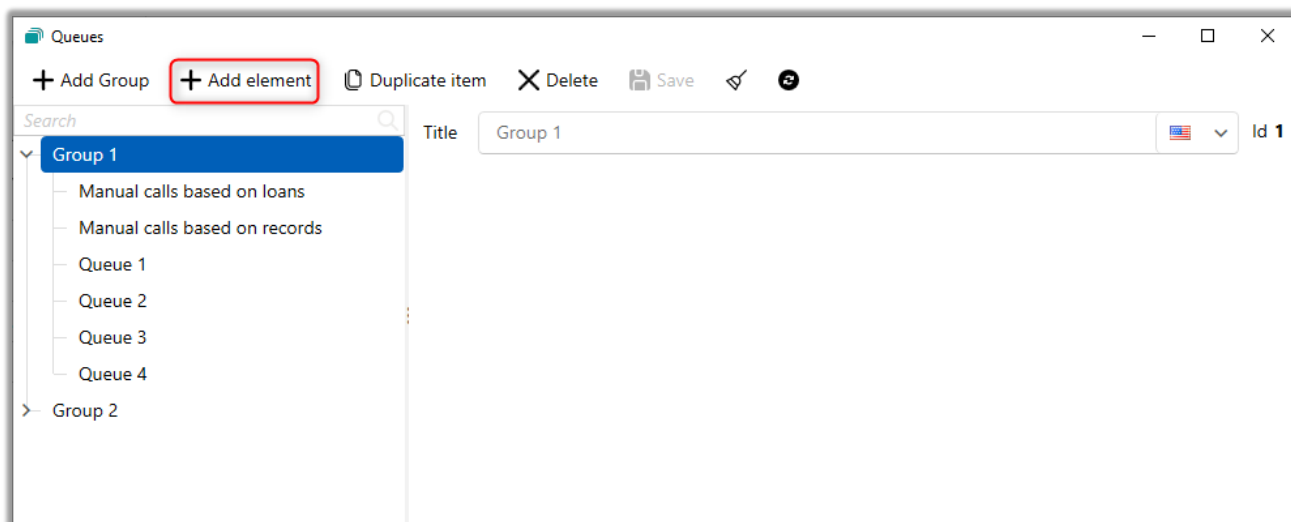 Queues
Add Group Add element Duplicate item Delete Save
Search
Title Group 1 Id 1
Group 1
Manual calls based on loans
Manual calls based on records
Queue 1
Queue 2
Queue 3
Queue 4
Group 2